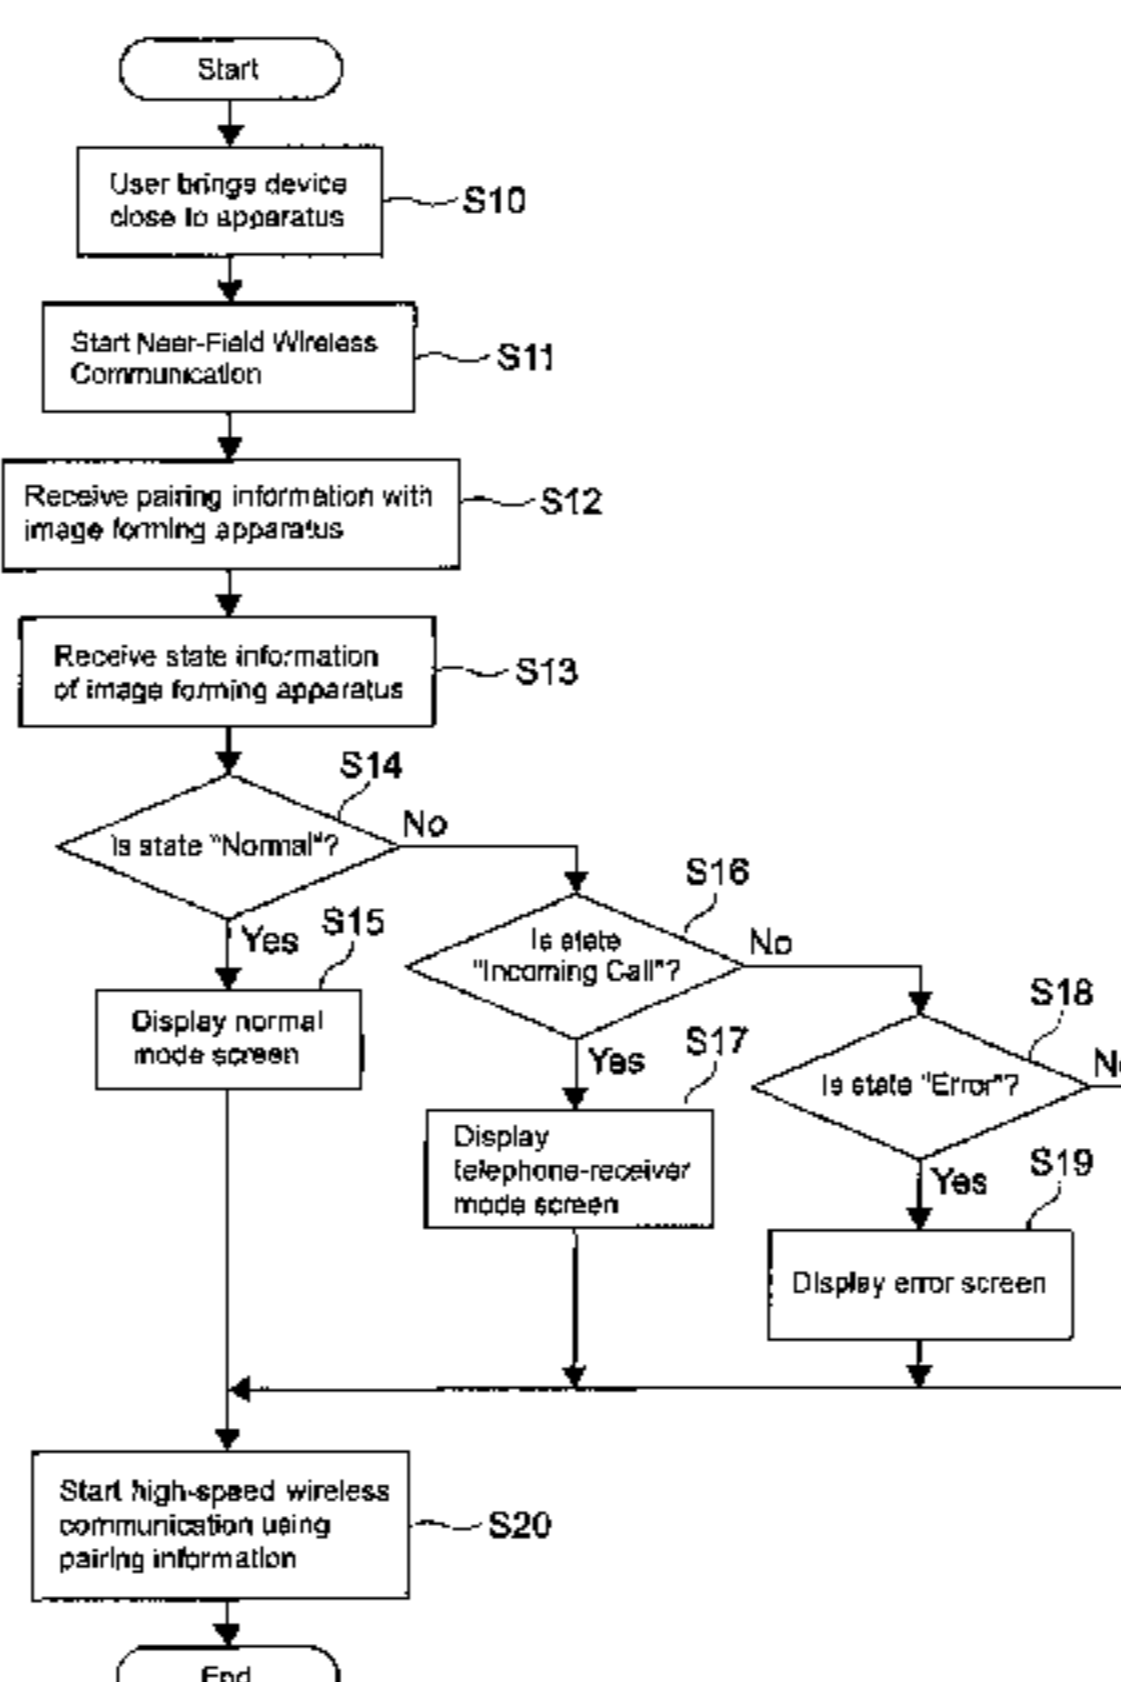 Start
User brings device
close to apparatus
S10
Start Near-Field Wireless
Communication
S11
Receive pairing information with
image forming apparatus
S12
Receive state information
of image forming apparatus
S13
S14
Is state "Normal"?
No
Yes
S15
Display normal
mode screen
S16
Is state
"Incoming Call"?
No
Yes
S17
Display
telephone-receiver
mode screen
S18
Is state "Error"?
No
Yes
S19
Display error screen
Start high-speed wireless
communication using
pairing information
S20
End